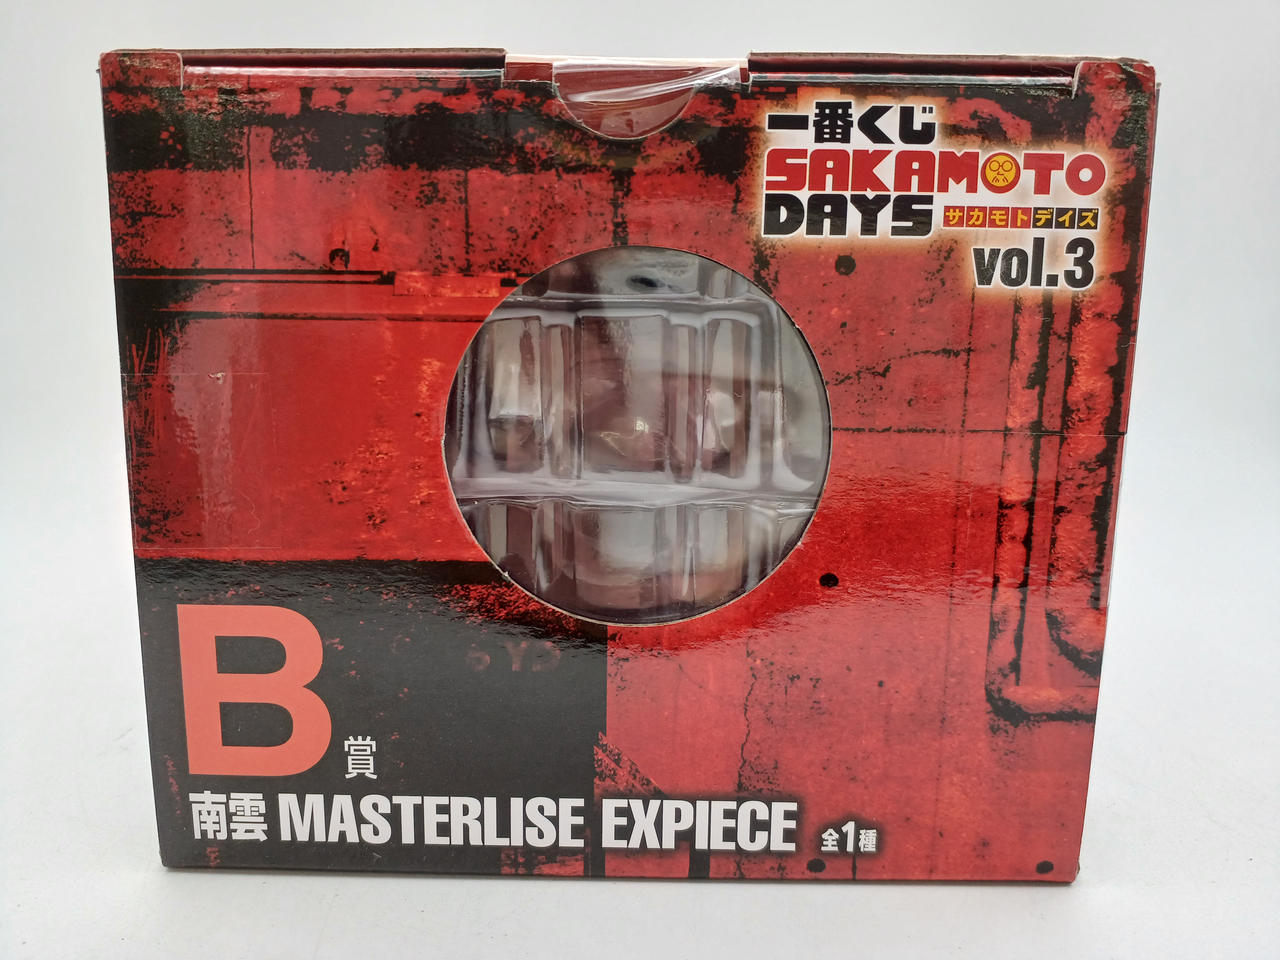 一番くじ
SAKAMOTO
DAYS サカモトデイズ
vol.3
B賞
南雲 MASTERLISE EXPIECE 全1種